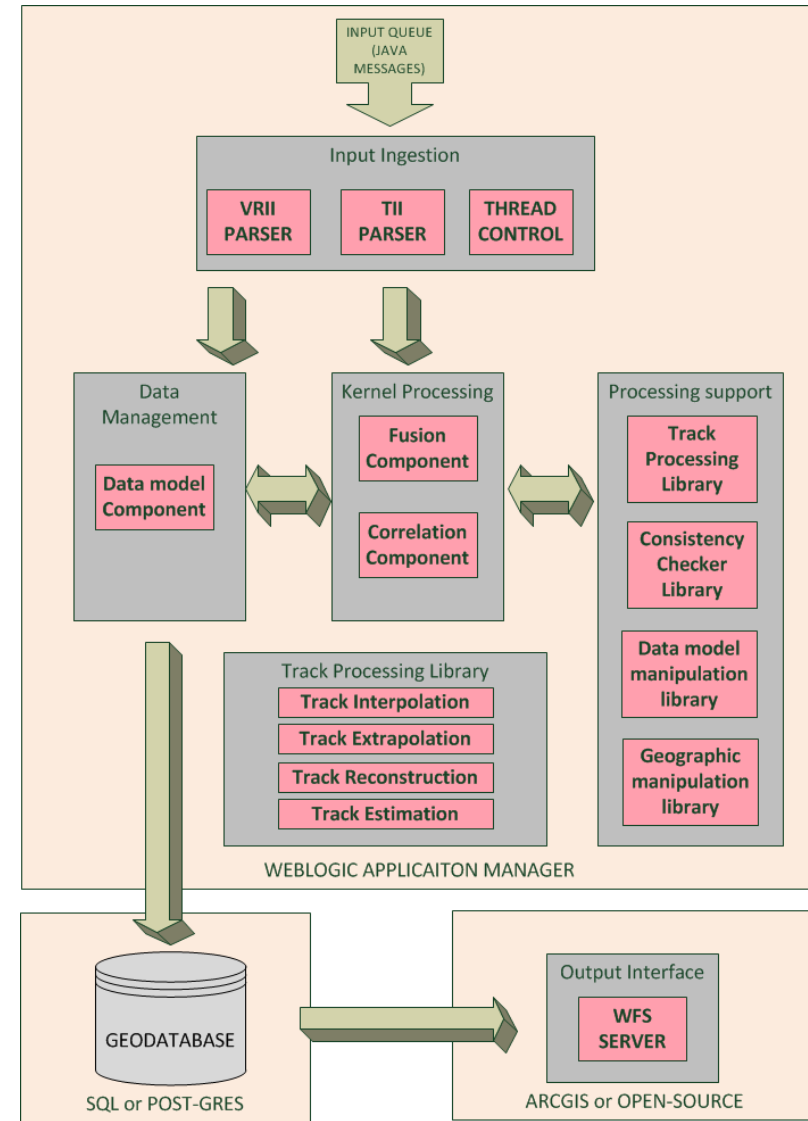 INPUT QUEUE
(JAVA
MESSAGES)
Input Ingestion
VRII
PARSER
TII
PARSER
THREAD
CONTROL
Data
Management
Data model
Component
Kernel Processing
Fusion
Component
Correlation
Component
Processing support
Track
Processing
Library
Consistency
Checker
Library
Data model
manipulation
library
Geographic
manipulation
library
Track Processing Library
Track Interpolation
Track Extrapolation
Track Reconstruction
Track Estimation
WEBLOGIC APPLICAITON MANAGER
GEODATABASE
SQL or POST-GRES
Output Interface
WFS
SERVER
ARCGIS or OPEN-SOURCE